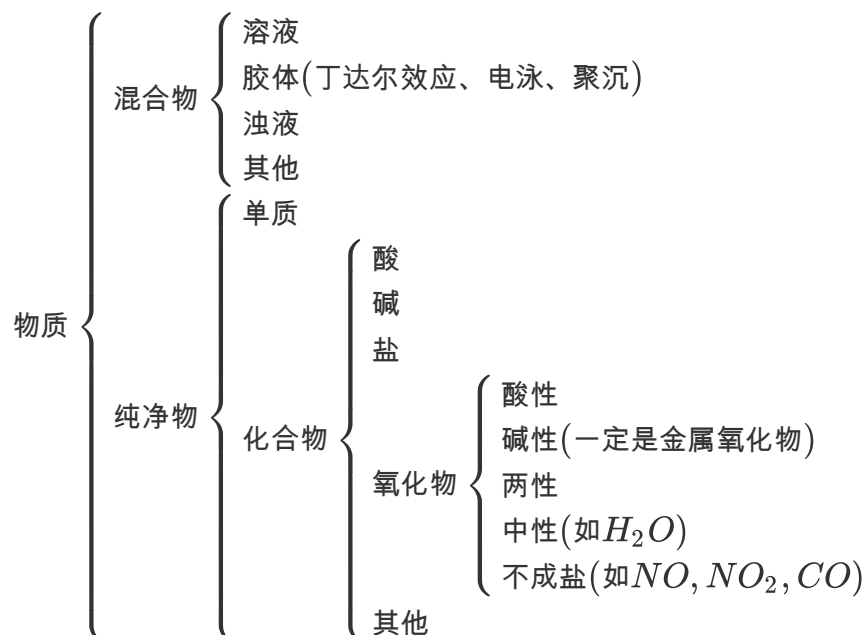 溶液
胶体(丁达尔效应、电泳、聚沉)
混合物
浊液
其他
单质
酸
碱
物质
盐
酸性
纯净物
化合物
碱性(一定是金属氧化物)
氧化物
两性
中性(如H₂O)
不成盐(如NO, NO₂, CO)
其他